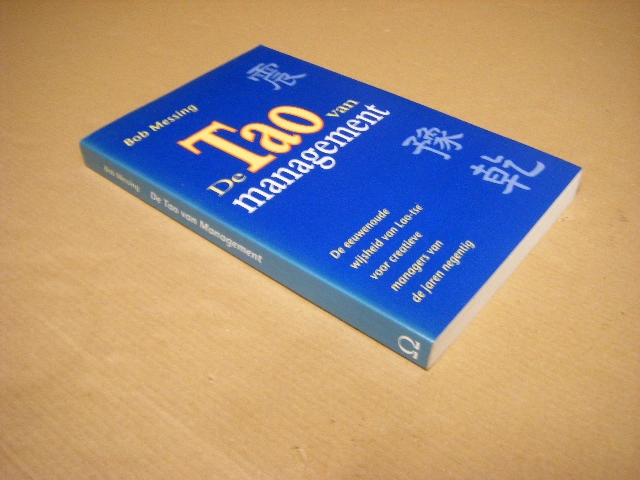 Bob Messing
震
De Tao van
management
豫
乾
De eeuwenoude
wijsheid van Lao-tse
voor creatieve
managers van
de jaren negentig
Bob Messing De Tao van Management Ω